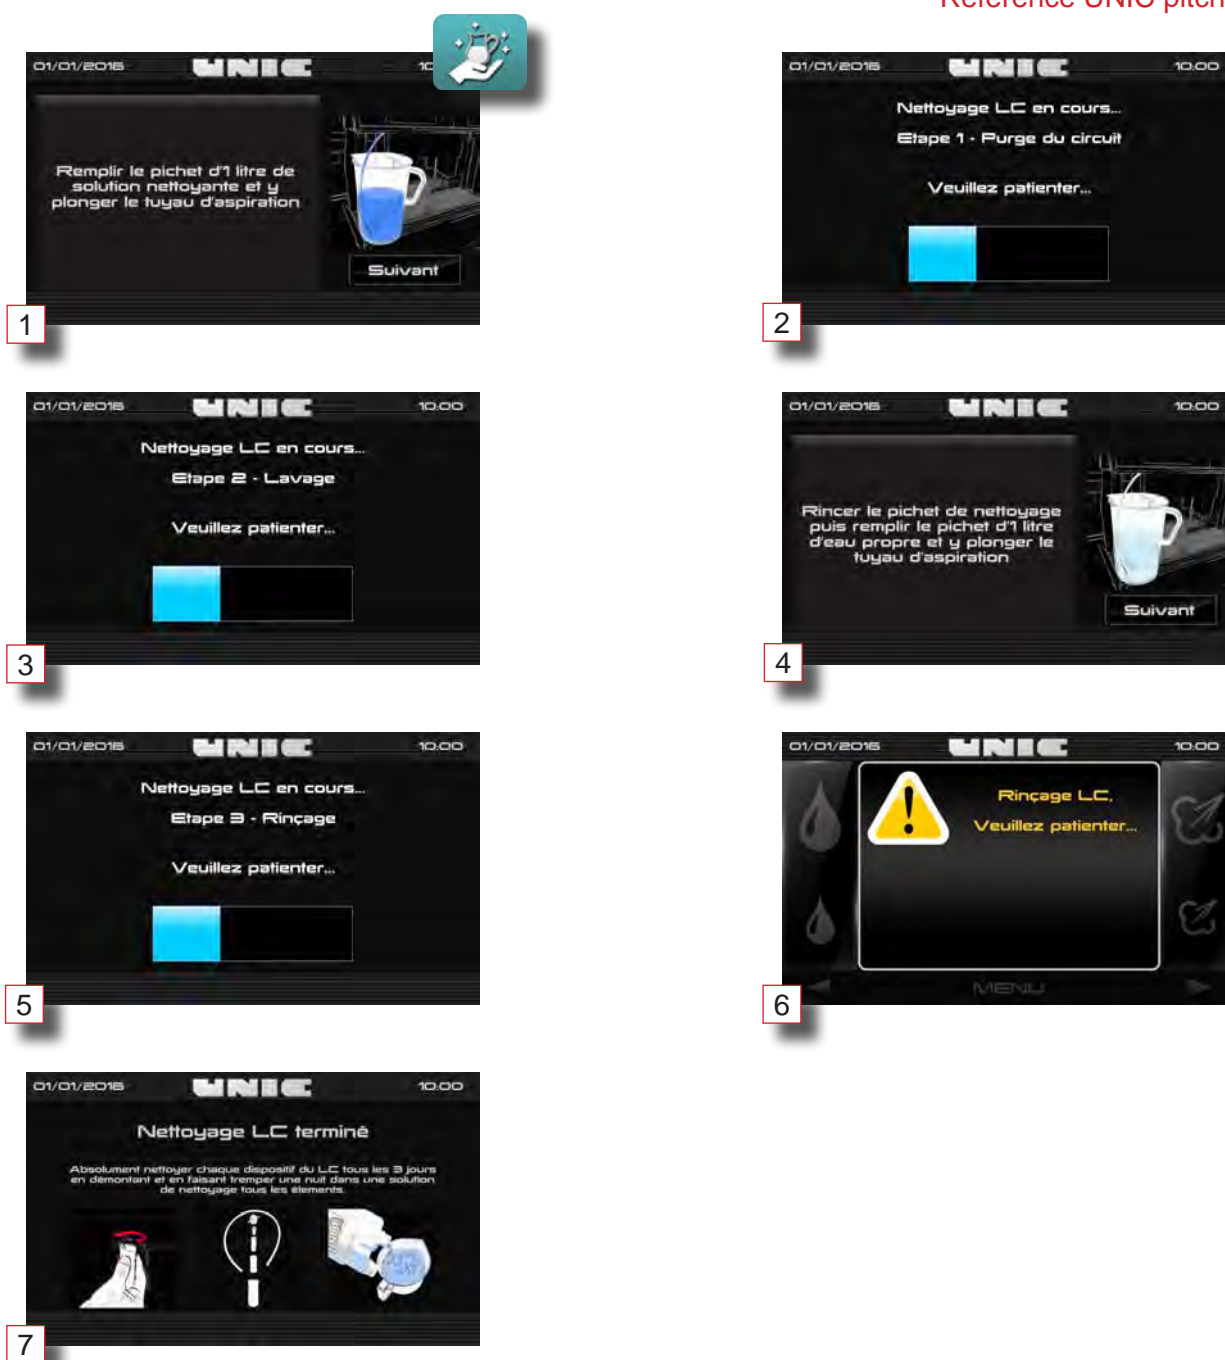 Référence UNIC pitch
01/01/2016 UNIC 10
Remplir le pichet d'1 litre de
solution nettoyante et y
plonger le tuyau d'aspiration
Suivant
1
01/01/2016 UNIC 10:00
Nettoyage LC en cours...
Etape 1 - Purge du circuit
Veuillez patienter...
2
01/01/2016 UNIC 10:00
Nettoyage LC en cours...
Etape 2 - Lavage
Veuillez patienter...
3
01/01/2016 UNIC 10:00
Rincer le pichet de nettoyage
puis remplir le pichet d'1 litre
d'eau propre et y plonger le
tuyau d'aspiration
Suivant
4
01/01/2016 UNIC 10:00
Nettoyage LC en cours...
Etape 3 - Rinçage
Veuillez patienter...
5
01/01/2016 UNIC 10:00
Rinçage LC,
Veuillez patienter...
MENU
6
01/01/2016 UNIC 10:00
Nettoyage LC terminé
Absolument nettoyer chaque dispositif du LC tous les 3 jours
en démontant et en faisant tremper une nuit dans une solution
de nettoyage tous les élements.
7